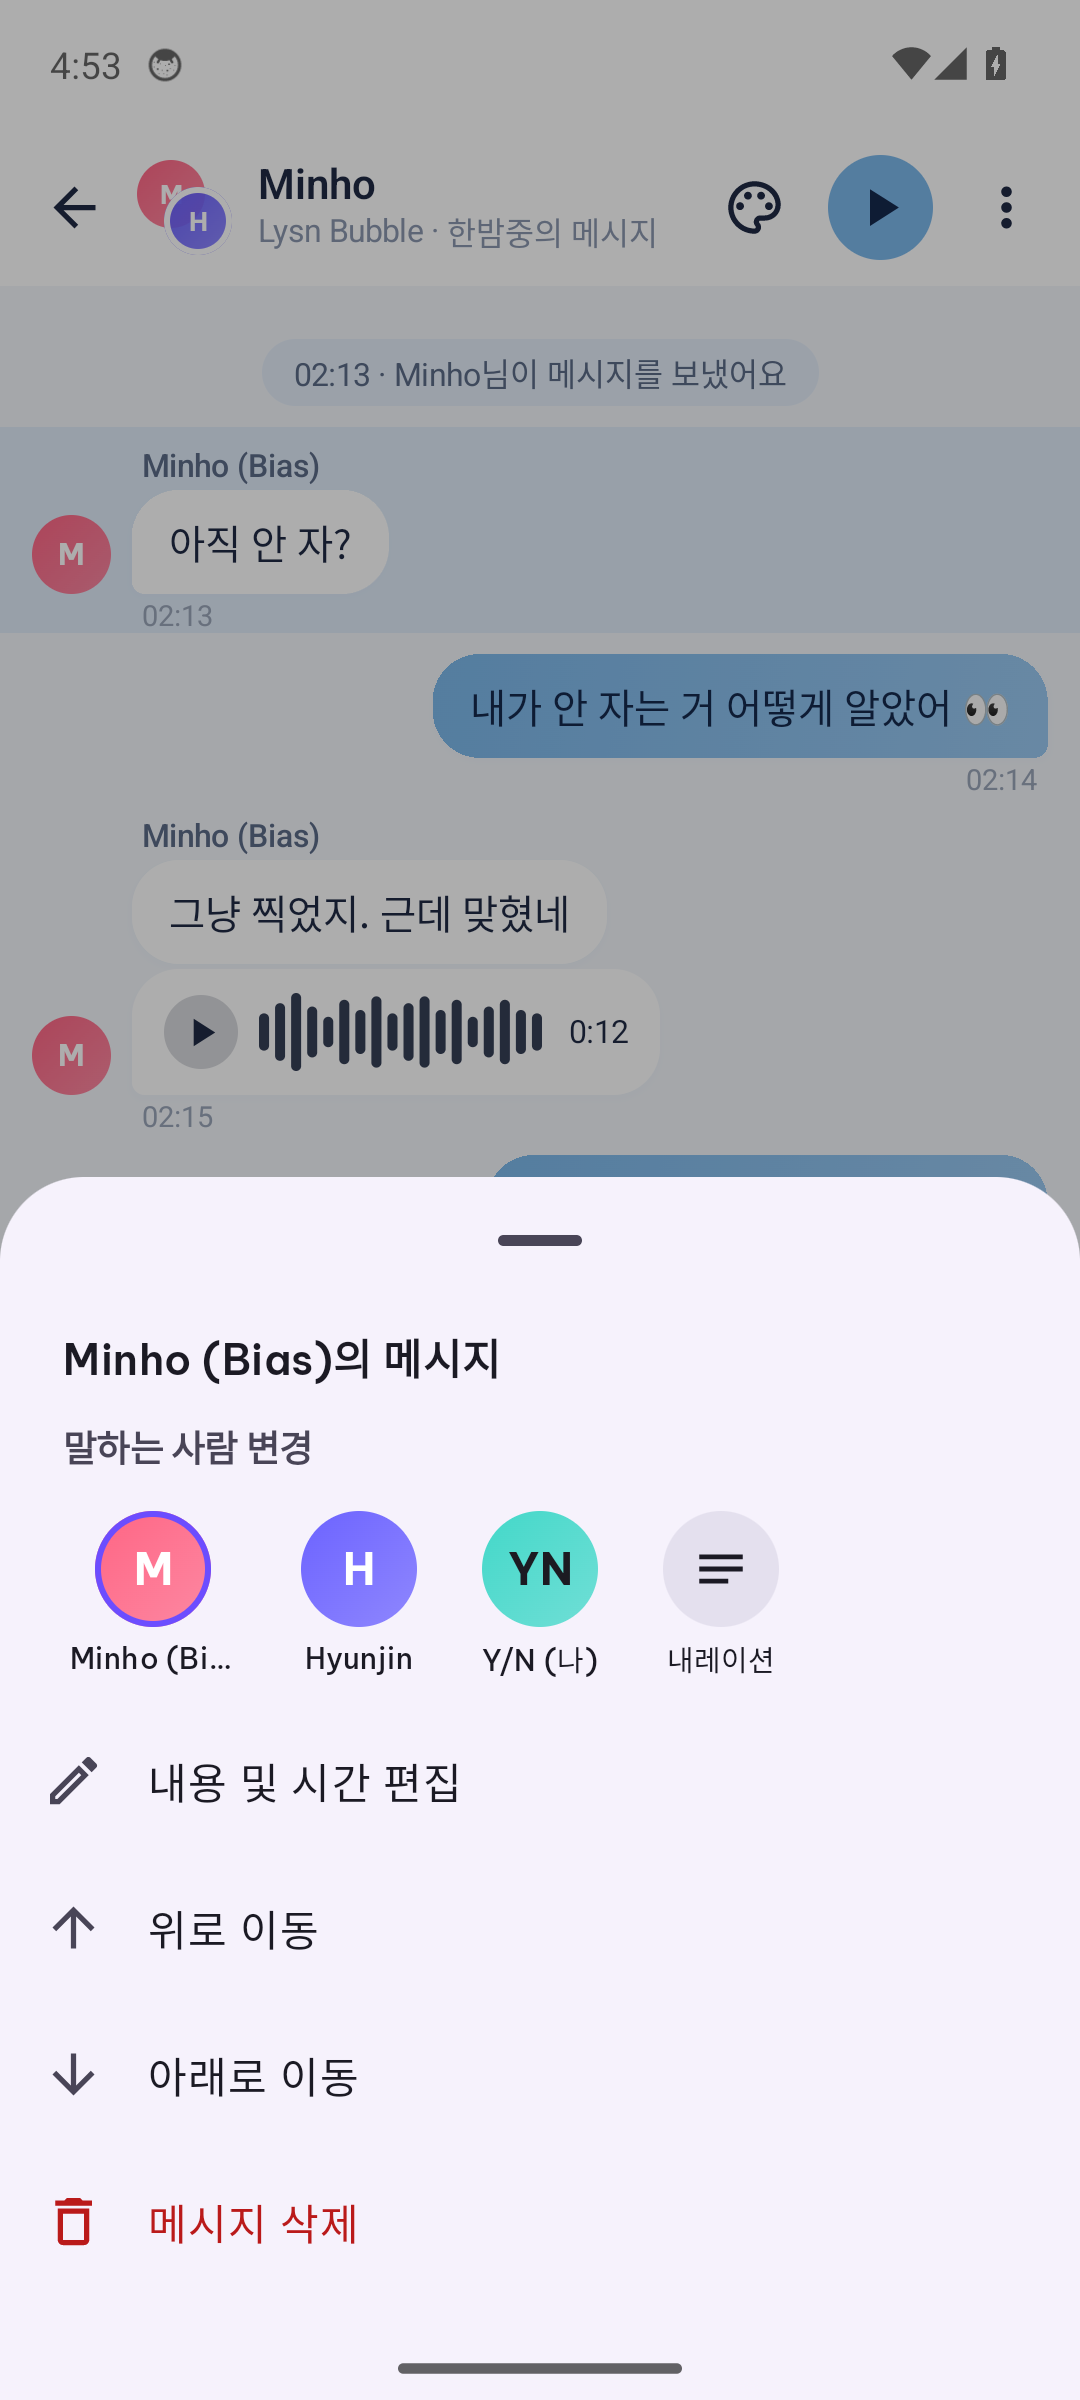 4:53
M
H
Minho
Lysn Bubble · 한밤중의 메시지
02:13 · Minho님이 메시지를 보냈어요
Minho (Bias)
M
아직 안 자?
02:13
내가 안 자는 거 어떻게 알았어 👀
02:14
Minho (Bias)
그냥 찍었지. 근데 맞혔네
M
0:12
02:15
Minho (Bias)의 메시지
말하는 사람 변경
M
H
YN
Minho (Bi...
Hyunjin
Y/N (나)
내레이션
내용 및 시간 편집
위로 이동
아래로 이동
메시지 삭제